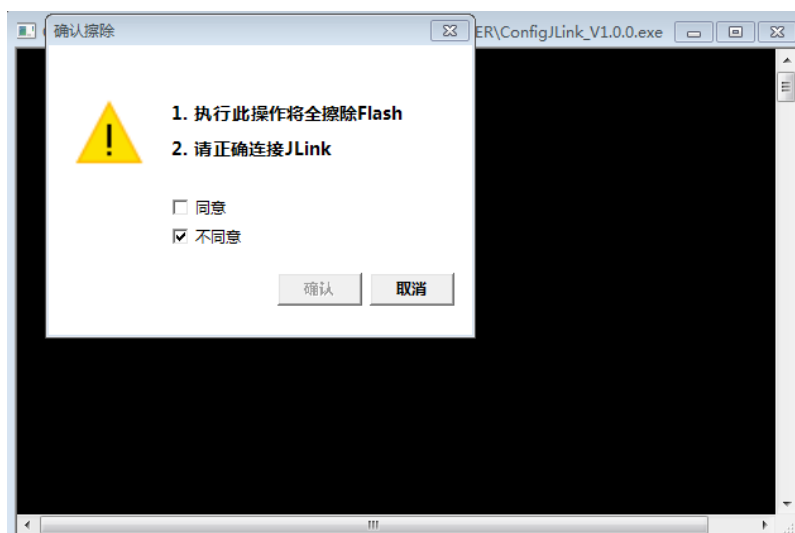 确认擦除
ER\ConfigJLink_V1.0.0.exe
1. 执行此操作将全擦除Flash
2. 请正确连接JLink
同意
不同意
确认
取消